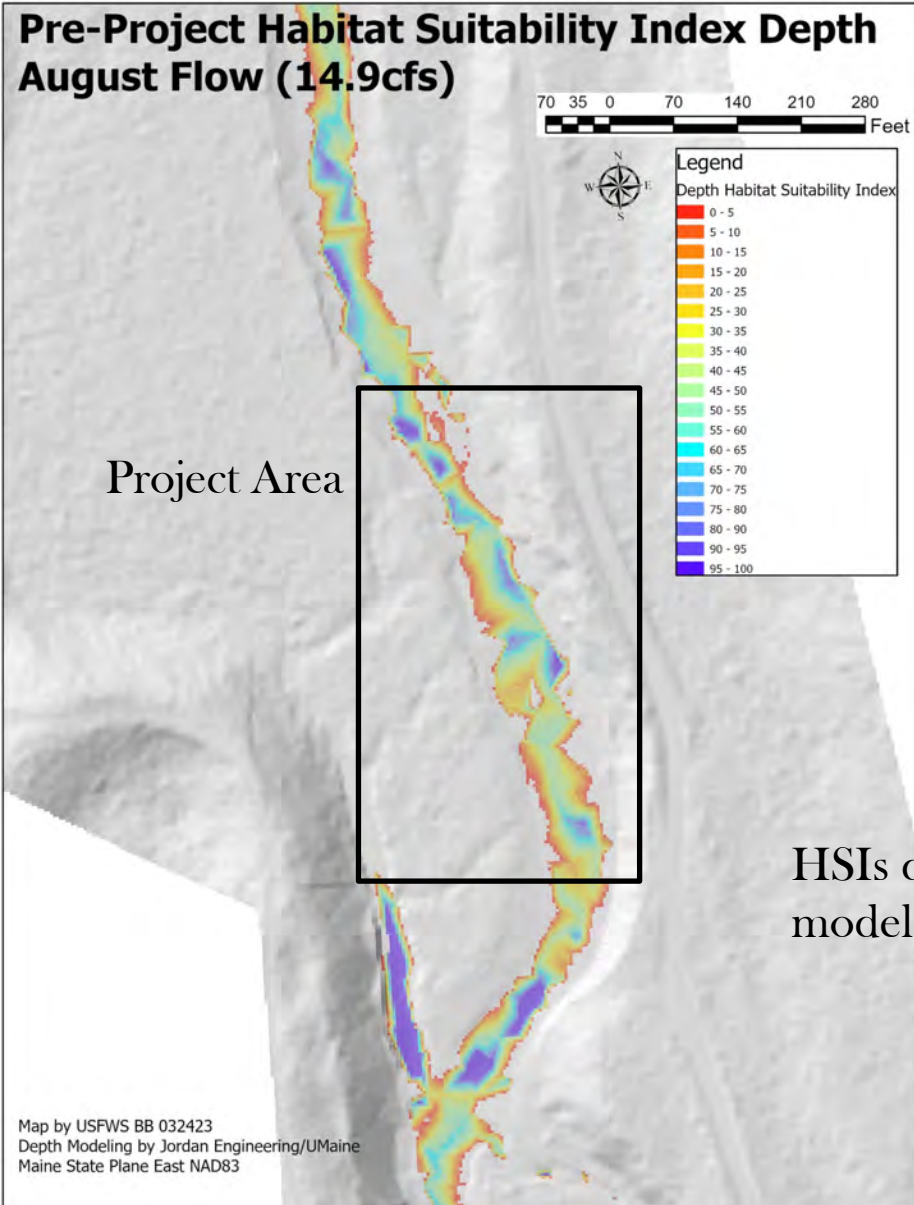 Pre-Project Habitat Suitability Index Depth
August Flow (14.9cfs)
70 35 0 70 140 210 280
Feet
N
W E
S
Legend
Depth Habitat Suitability Index
0 - 5
5 - 10
10 - 15
15 - 20
20 - 25
25 - 30
30 - 35
35 - 40
40 - 45
45 - 50
50 - 55
55 - 60
60 - 65
65 - 70
70 - 75
75 - 80
80 - 90
90 - 95
95 - 100
Project Area
HSIs
model
Map by USFWS BB 032423
Depth Modeling by Jordan Engineering/UMaine
Maine State Plane East NAD83